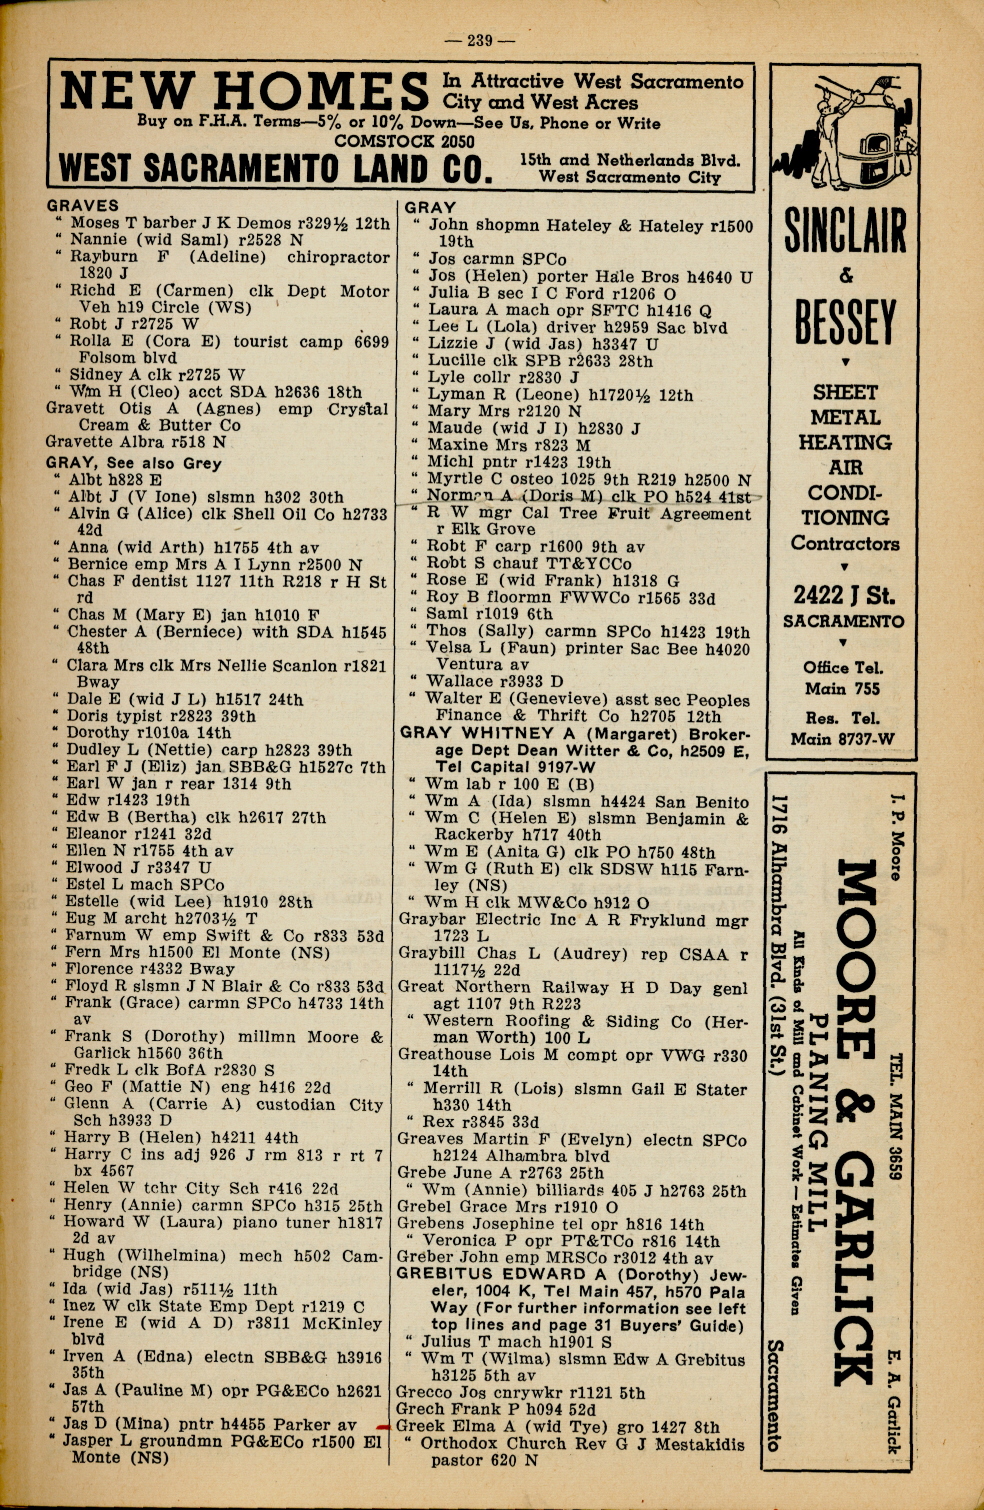 — 239 —
NEW HOMES
In Attractive West Sacramento
City and West Acres
Buy on F.H.A. Terms—5% or 10% Down—See Us, Phone or Write
COMSTOCK 2050
WEST SACRAMENTO LAND CO.
15th and Netherlands Blvd.
West Sacramento City
GRAVES
" Moses T barber J K Demos r329½ 12th
" Nannie (wid Saml) r2528 N
" Rayburn F (Adeline) chiropractor
1820 J
" Richd E (Carmen) clk Dept Motor
Veh h19 Circle (WS)
" Robt J r2725 W
" Rolla E (Cora E) tourist camp 6699
Folsom blvd
" Sidney A clk r2725 W
" Wm H (Cleo) acct SDA h2636 18th
Gravett Otis A (Agnes) emp Crystal
Cream & Butter Co
Gravette Albra r518 N
GRAY, See also Grey
" Albt h828 E
" Albt J (V Ione) slsmn h302 30th
" Alvin G (Alice) clk Shell Oil Co h2733
42d
" Anna (wid Arth) h1755 4th av
" Bernice emp Mrs A I Lynn r2500 N
" Chas F dentist 1127 11th R218 r H St
rd
" Chas M (Mary E) jan h1010 F
" Chester A (Berniece) with SDA h1545
48th
" Clara Mrs clk Mrs Nellie Scanlon r1821
Bway
" Dale E (wid J L) h1517 24th
" Doris typist r2823 39th
" Dorothy r1010a 14th
" Dudley L (Nettie) carp h2823 39th
" Earl F J (Eliz) jan SBB&G h1527c 7th
" Earl W jan r rear 1314 9th
" Edw r1423 19th
" Edw B (Bertha) clk h2617 27th
" Eleanor r1241 32d
" Ellen N r1755 4th av
" Elwood J r3347 U
" Estel L mach SPCo
" Estelle (wid Lee) h1910 28th
" Eug M archt h2703½ T
" Farnum W emp Swift & Co r833 53d
" Fern Mrs h1500 El Monte (NS)
" Florence r4332 Bway
" Floyd R slsmn J N Blair & Co r833 53d
" Frank (Grace) carmn SPCo h4733 14th
av
" Frank S (Dorothy) millmn Moore &
Garlick h1560 36th
" Fredk L clk BofA r2830 S
" Geo F (Mattie N) eng h416 22d
" Glenn A (Carrie A) custodian City
Sch h3933 D
" Harry B (Helen) h4211 44th
" Harry C ins adj 926 J rm 813 r rt 7
bx 4567
" Helen W tchr City Sch r416 22d
" Henry (Annie) carmn SPCo h315 25th
" Howard W (Laura) piano tuner h1817
2d av
" Hugh (Wilhelmina) mech h502 Cam-
bridge (NS)
" Ida (wid Jas) r511½ 11th
" Inez W clk State Emp Dept r1219 C
" Irene E (wid A D) r3811 McKinley
blvd
" Irven A (Edna) electn SBB&G h3916
35th
" Jas A (Pauline M) opr PG&ECo h2621
57th
" Jas D (Mina) pntr h4455 Parker av
" Jasper L groundmn PG&ECo r1500 El
Monte (NS)
GRAY
" John shopmn Hateley & Hateley r1500
19th
" Jos carmn SPCo
" Jos (Helen) porter Hale Bros h4640 U
" Julia B sec I C Ford r1206 O
" Laura A mach opr SFTC h1416 Q
" Lee L (Lola) driver h2959 Sac blvd
" Lizzie J (wid Jas) h3347 U
" Lucille clk SPB r2633 28th
" Lyle collr r2830 J
" Lyman R (Leone) h1720½ 12th
" Mary Mrs r2120 N
" Maude (wid J I) h2830 J
" Maxine Mrs r823 M
" Michl pntr r1423 19th
" Myrtle C osteo 1025 9th R219 h2500 N
" Norman A (Doris M) clk PO h524 41st
" R W mgr Cal Tree Fruit Agreement
r Elk Grove
" Robt F carp r1600 9th av
" Robt S chauf TT&YCCo
" Rose E (wid Frank) h1318 G
" Roy B floormn FWWCo r1565 33d
" Saml r1019 6th
" Thos (Sally) carmn SPCo h1423 19th
" Velsa L (Faun) printer Sac Bee h4020
Ventura av
" Wallace r3933 D
" Walter E (Genevieve) asst sec Peoples
Finance & Thrift Co h2705 12th
GRAY WHITNEY A (Margaret) Broker-
age Dept Dean Witter & Co, h2509 E,
Tel Capital 9197-W
" Wm lab r 100 E (B)
" Wm A (Ida) slsmn h4424 San Benito
" Wm C (Helen E) slsmn Benjamin &
Rackerby h717 40th
" Wm E (Anita G) clk PO h750 48th
" Wm G (Ruth E) clk SDSW h115 Farn-
ley (NS)
" Wm H clk MW&Co h912 O
Graybar Electric Inc A R Fryklund mgr
1723 L
Graybill Chas L (Audrey) rep CSAA r
1117½ 22d
Great Northern Railway H D Day genl
agt 1107 9th R223
" Western Roofing & Siding Co (Her-
man Worth) 100 L
Greathouse Lois M compt opr VWG r330
14th
" Merrill R (Lois) slsmn Gail E Stater
h330 14th
" Rex r3845 33d
Greaves Martin F (Evelyn) electn SPCo
h2124 Alhambra blvd
Grebe June A r2763 25th
" Wm (Annie) billiards 405 J h2763 25th
Grebel Grace Mrs r1910 O
Grebens Josephine tel opr h816 14th
" Veronica P opr PT&TCo r816 14th
Greber John emp MRSCo r3012 4th av
GREBITUS EDWARD A (Dorothy) Jew-
eler, 1004 K, Tel Main 457, h570 Pala
Way (For further information see left
top lines and page 31 Buyers' Guide)
" Julius T mach h1901 S
" Wm T (Wilma) slsmn Edw A Grebitus
h3125 5th av
Grecco Jos cnrywkr r1121 5th
Grech Frank P h094 52d
Greek Elma A (wid Tye) gro 1427 8th
" Orthodox Church Rev G J Mestakidis
pastor 620 N
SINCLAIR
&
BESSEY
SHEET
METAL
HEATING
AIR
CONDI-
TIONING
Contractors
2422 J St.
SACRAMENTO
Office Tel.
Main 755
Res. Tel.
Main 8737-W
J. P. Moore
TEL. MAIN 3659
E. A. Garlick
MOORE & GARLICK
PLANING MILL
All Kinds of Mill and Cabinet Work — Estimates Given
1716 Alhambra Blvd. (31st St.)
Sacramento